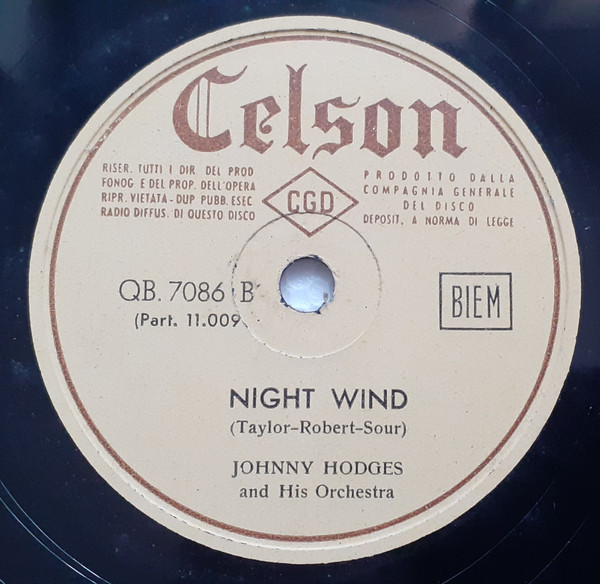 Celson
RISER. TUTTI I DIR. DEL PROD
FONOG. E DEL PROP. DELL'OPERA
RIPR. VIETATA - DUP PUBB. ESEC
RADIO DIFFUS. DI QUESTO DISCO
CGD
PRODOTTO DALLA
COMPAGNIA GENERALE
DEL DISCO
DEPOSIT. A NORMA DI LEGGE
QB. 7086 B
(Part. 11.009
BIEM
NIGHT WIND
(Taylor-Robert-Sour)
JOHNNY HODGES
and His Orchestra